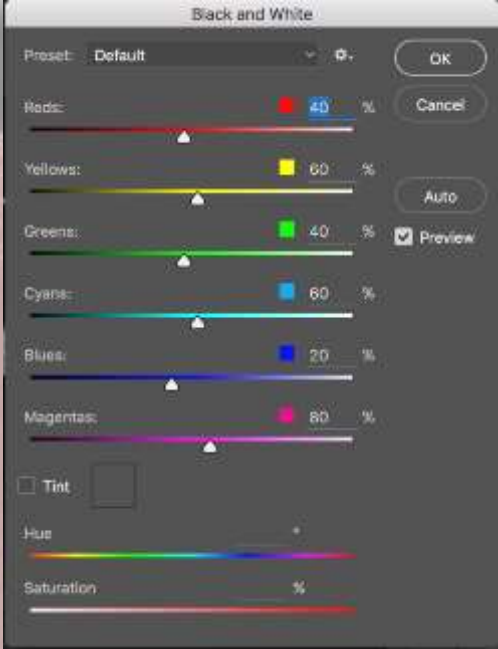 Black and White
Preset: Default
OK
Reds: 40 %
Cancel
Yellows: 60 %
Auto
Greens: 40 %
Preview
Cyans: 60 %
Blues: 20 %
Magentas: 80 %
Tint
Hue °
Saturation %